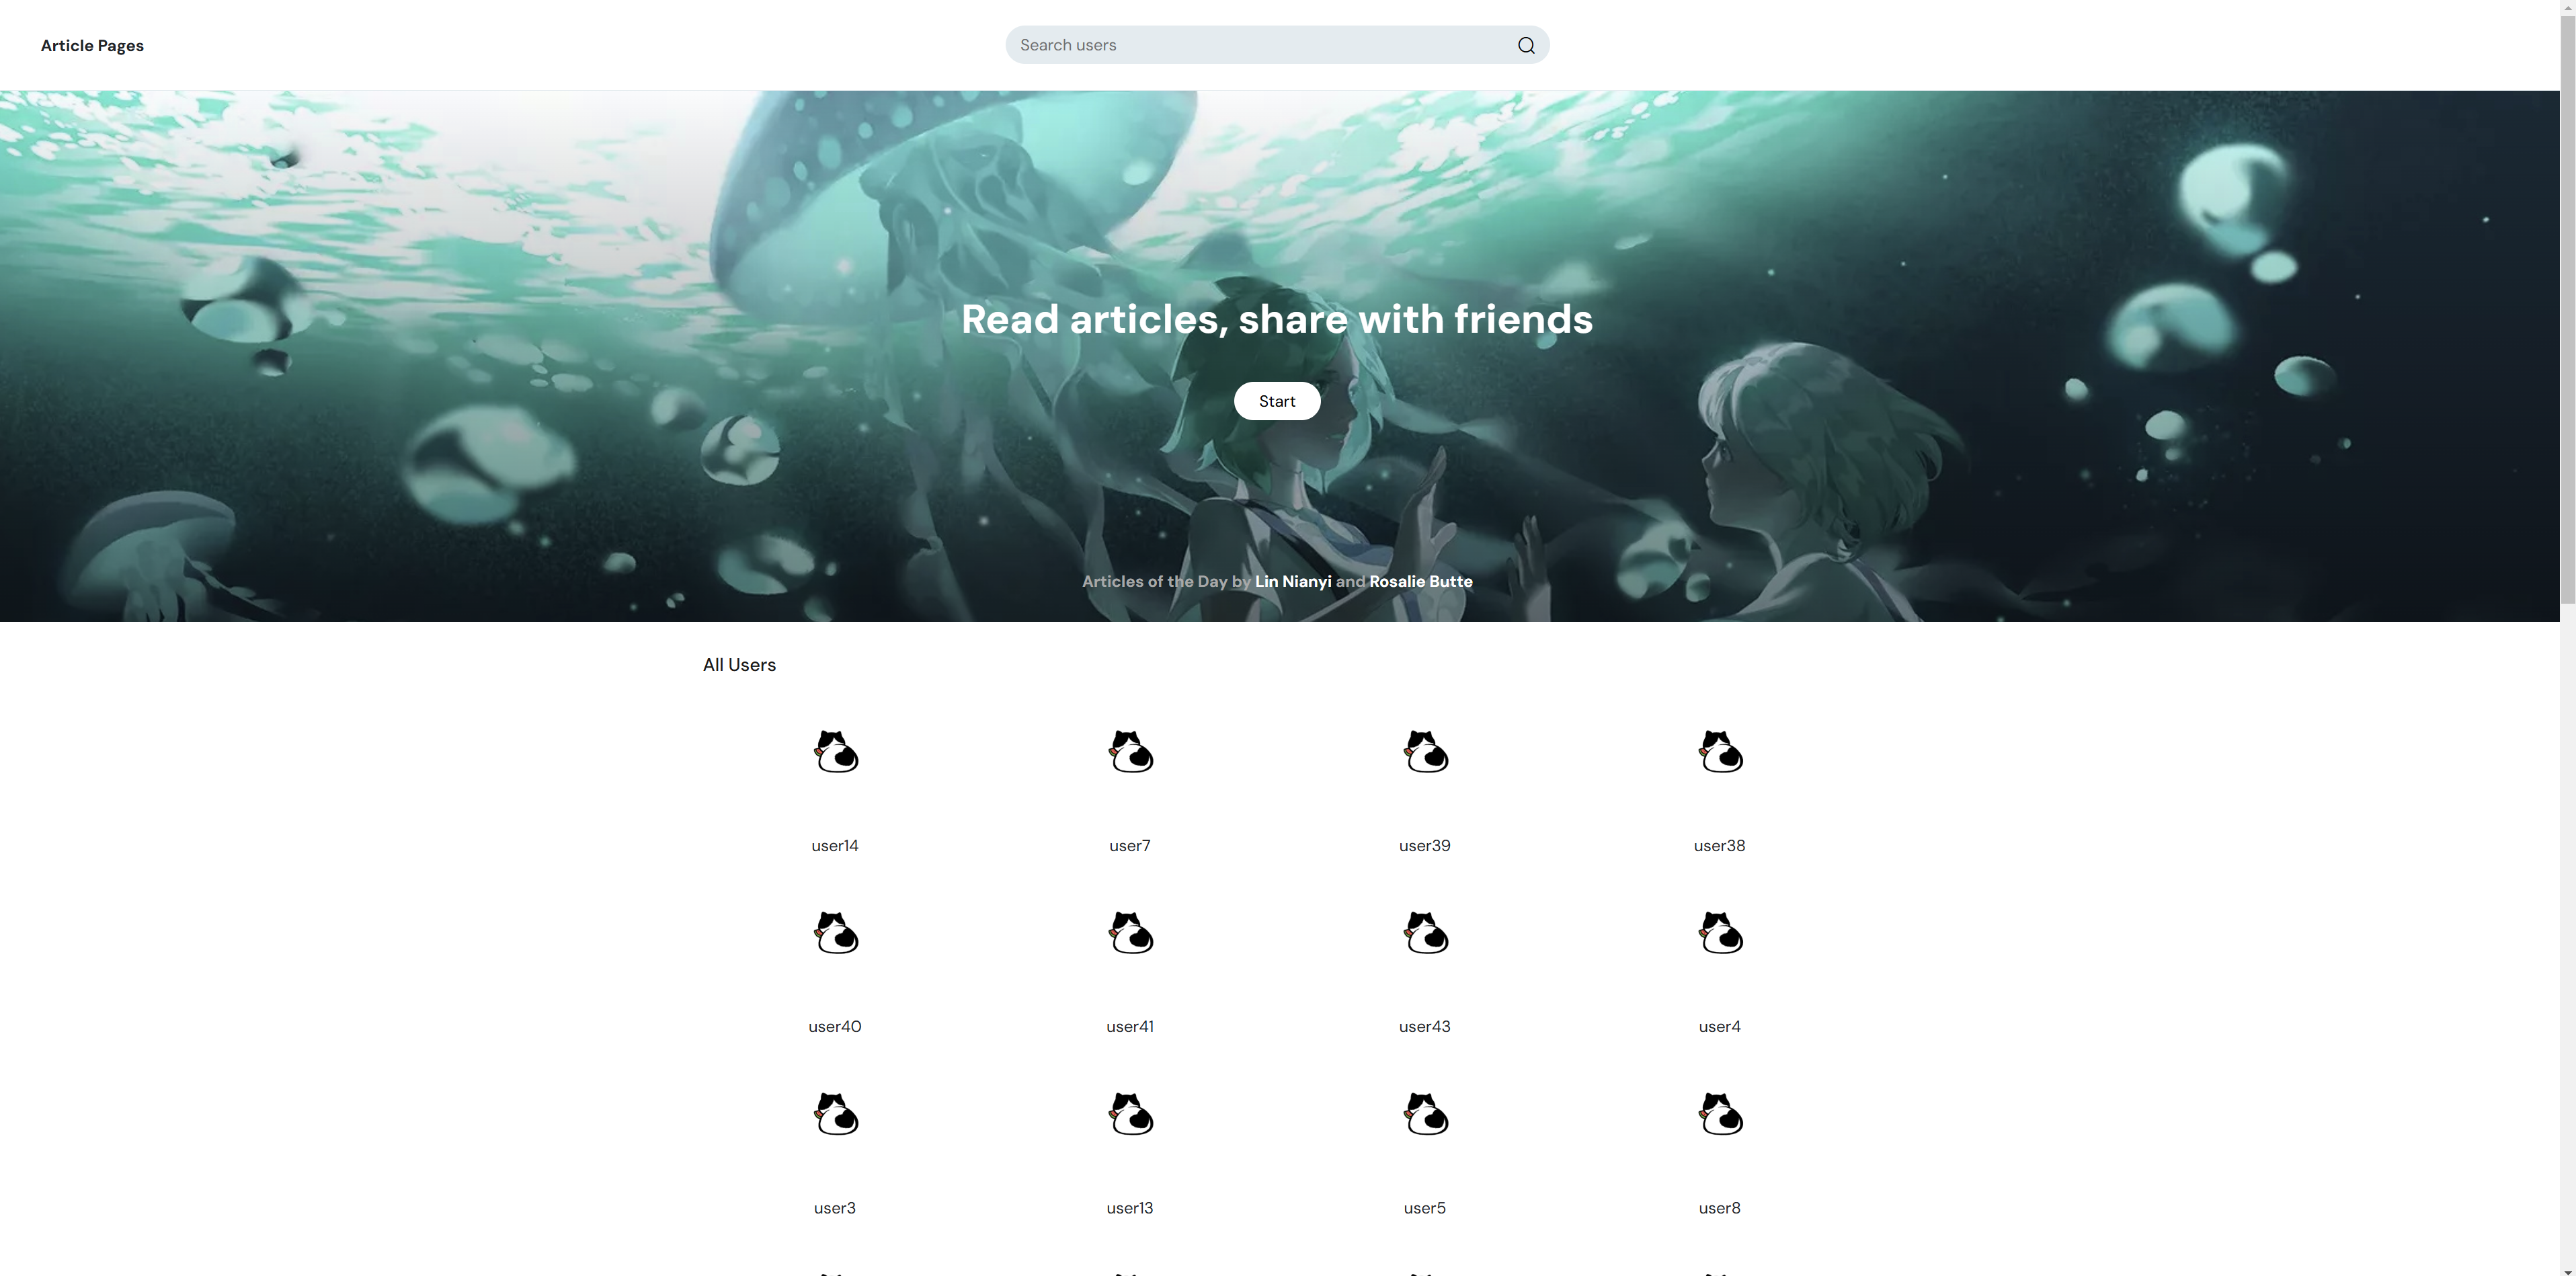 Article Pages
Search users
Read articles, share with friends
Start
Articles of the Day by Lin Nianyi and Rosalie Butte
All Users
user14 user7 user39 user38
user40 user41 user43 user4
user3 user13 user5 user8